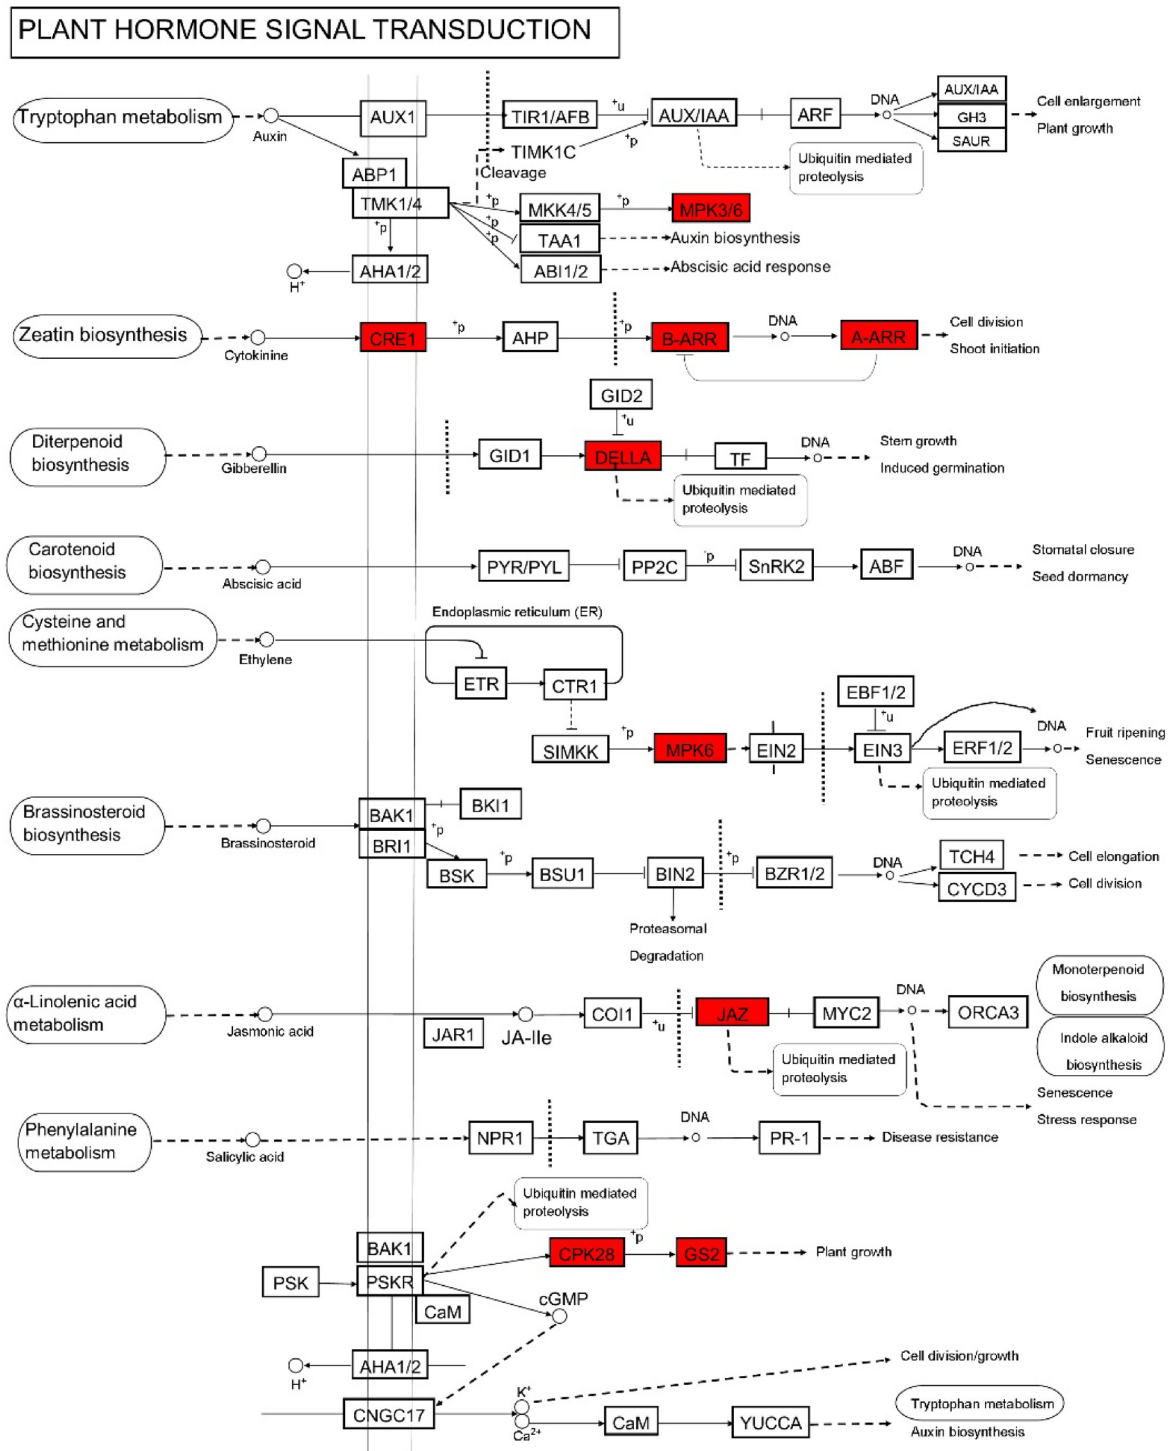 PLANT HORMONE SIGNAL TRANSDUCTION
Tryptophan metabolism
Auxin
AUX1
TIR1/AFB
+u
AUX/IAA
ARF
DNA
AUX/IAA
GH3
SAUR
Cell enlargement
Plant growth
TIMK1C
+p
Cleavage
Ubiquitin mediated
proteolysis
ABP1
TMK1/4
+p
+p
MKK4/5
+p
MPK3/6
+p
TAA1
Auxin biosynthesis
+p
ABI1/2
Abscisic acid response
AHA1/2
H+
Zeatin biosynthesis
Cytokinine
CRE1
+p
AHP
+p
B-ARR
DNA
A-ARR
Cell division
Shoot initiation
GID2
+u
Diterpenoid
biosynthesis
Gibberellin
GID1
DELLA
TF
DNA
Stem growth
Induced germination
Ubiquitin mediated
proteolysis
Carotenoid
biosynthesis
Abscisic acid
PYR/PYL
PP2C
p
SnRK2
ABF
DNA
Stomatal closure
Seed dormancy
Cysteine and
methionine metabolism
Ethylene
Endoplasmic reticulum (ER)
ETR
CTR1
SIMKK
+p
MPK6
EIN2
EBF1/2
+u
EIN3
ERF1/2
DNA
Fruit ripening
Senescence
Ubiquitin mediated
proteolysis
Brassinosteroid
biosynthesis
Brassinosteroid
BAK1
BKI1
+p
BRI1
BSK
+p
BSU1
BIN2
+p
BZR1/2
DNA
TCH4
Cell elongation
CYCD3
Cell division
Proteasomal
Degradation
α-Linolenic acid
metabolism
Jasmonic acid
JAR1
JA-Ile
COI1
+u
JAZ
MYC2
DNA
ORCA3
Monoterpenoid
biosynthesis
Indole alkaloid
biosynthesis
Ubiquitin mediated
proteolysis
Senescence
Stress response
Phenylalanine
metabolism
Salicylic acid
NPR1
TGA
DNA
PR-1
Disease resistance
Ubiquitin mediated
proteolysis
BAK1
PSK
PSKR
CaM
CPK28
+p
GS2
Plant growth
cGMP
AHA1/2
H+
CNGC17
K+
Ca2+
Cell division/growth
CaM
YUCCA
Tryptophan metabolism
Auxin biosynthesis